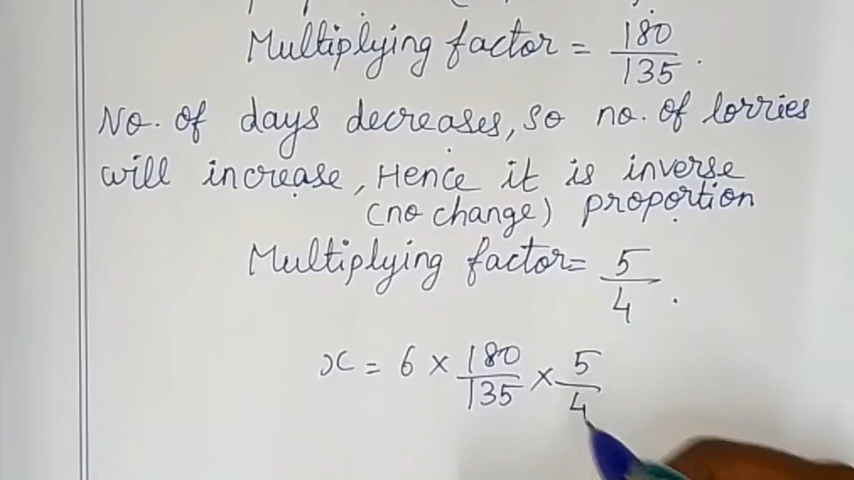 Multiplying factor = 180/135.
No. of days decreases, so no. of lorries
will increase, Hence it is inverse
(no change) proportion
Multiplying factor= 5/4.
x = 6 × 180/135 × 5/4